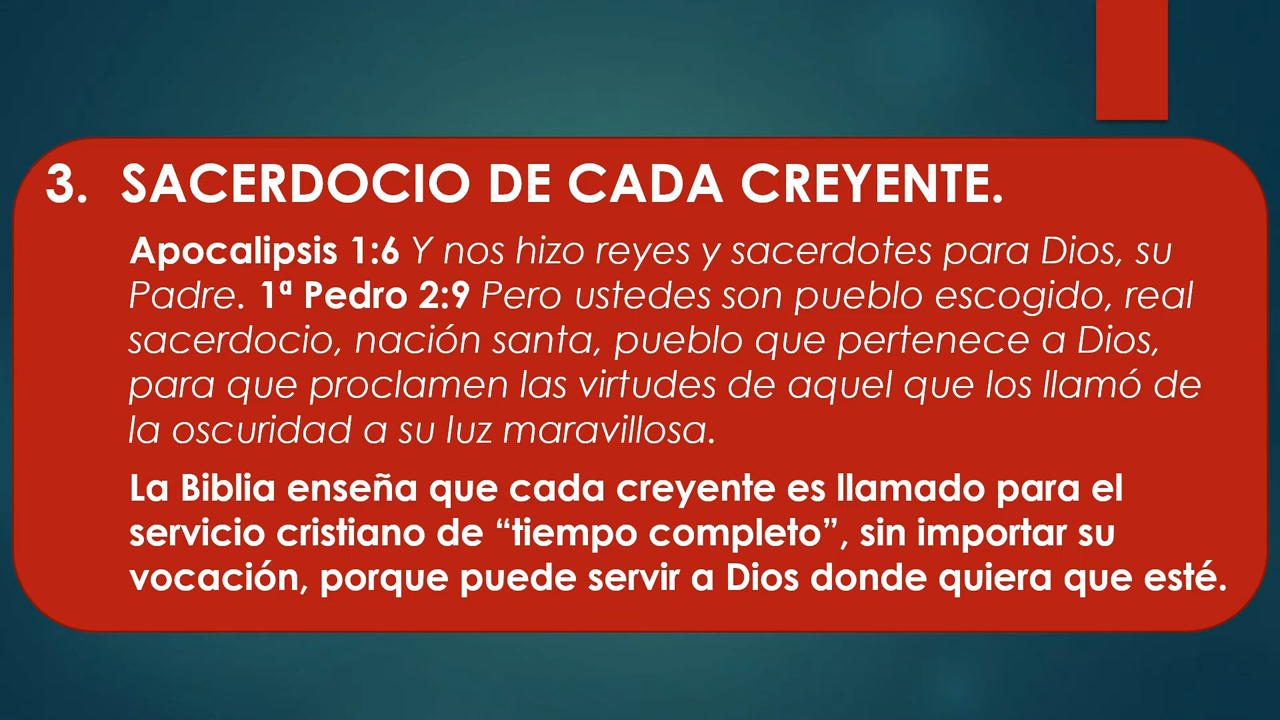 3. SACERDOCIO DE CADA CREYENTE.
Apocalipsis 1:6 Y nos hizo reyes y sacerdotes para Dios, su
Padre. 1ª Pedro 2:9 Pero ustedes son pueblo escogido, real
sacerdocio, nación santa, pueblo que pertenece a Dios,
para que proclamen las virtudes de aquel que los llamó de
la oscuridad a su luz maravillosa.
La Biblia enseña que cada creyente es llamado para el
servicio cristiano de “tiempo completo”, sin importar su
vocación, porque puede servir a Dios donde quiera que esté.